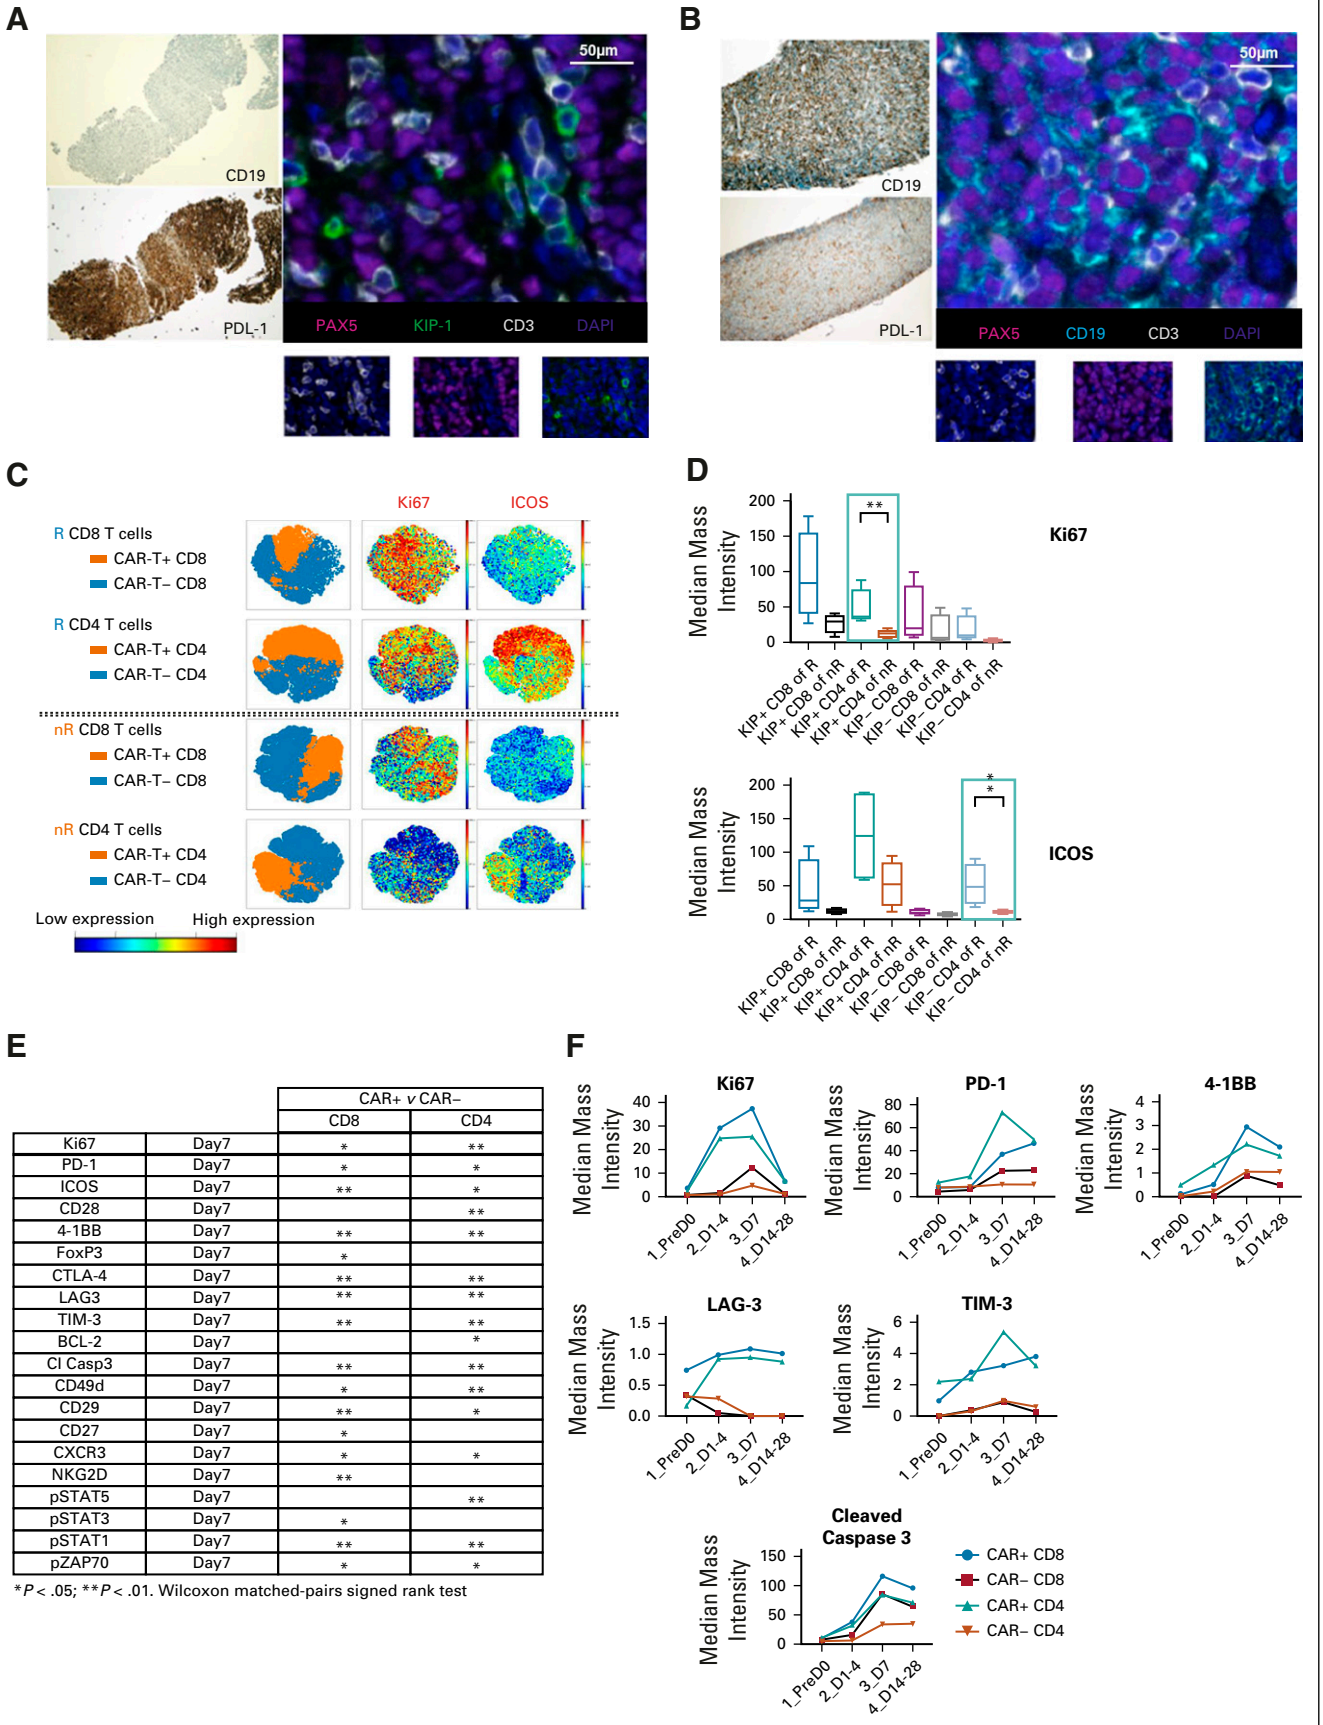 A
B
50µm
CD19
PDL-1
PAX5 KIP-1 CD3 DAPI
50µm
CD19
PDL-1
PAX5 CD19 CD3 DAPI
C
Ki67 ICOS
R CD8 T cells
CAR-T+ CD8
CAR-T− CD8
R CD4 T cells
CAR-T+ CD4
CAR-T− CD4
nR CD8 T cells
CAR-T+ CD8
CAR-T− CD8
nR CD4 T cells
CAR-T+ CD4
CAR-T− CD4
Low expression High expression
D
Median Mass
Intensity
200
150
100
50
0
**
Ki67
KIP+ CD8 of R
KIP+ CD8 of nR
KIP+ CD4 of R
KIP+ CD4 of nR
KIP− CD8 of R
KIP− CD8 of nR
KIP− CD4 of R
KIP− CD4 of nR
Median Mass
Intensity
200
150
100
50
0
*
*
ICOS
KIP+ CD8 of R
KIP+ CD8 of nR
KIP+ CD4 of R
KIP+ CD4 of nR
KIP− CD8 of R
KIP− CD8 of nR
KIP− CD4 of R
KIP− CD4 of nR
E
CAR+ v CAR−
CD8 CD4
Ki67 Day7 * **
PD-1 Day7 * *
ICOS Day7 ** *
CD28 Day7 **
4-1BB Day7 ** **
FoxP3 Day7 *
CTLA-4 Day7 ** **
LAG3 Day7 ** **
TIM-3 Day7 ** **
BCL-2 Day7 *
Cl Casp3 Day7 ** **
CD49d Day7 * **
CD29 Day7 ** *
CD27 Day7 *
CXCR3 Day7 * *
NKG2D Day7 **
pSTAT5 Day7 **
pSTAT3 Day7 *
pSTAT1 Day7 ** **
pZAP70 Day7 * *
*P < .05; **P < .01. Wilcoxon matched-pairs signed rank test
F
Ki67
Median Mass
Intensity
40
30
20
10
0
1_PreD0
2_D1-4
3_D7
4_D14-28
PD-1
Median Mass
Intensity
80
60
40
20
0
1_PreD0
2_D1-4
3_D7
4_D14-28
4-1BB
Median Mass
Intensity
4
3
2
1
0
1_PreD0
2_D1-4
3_D7
4_D14-28
LAG-3
Median Mass
Intensity
1.5
1.0
0.5
0.0
1_PreD0
2_D1-4
3_D7
4_D14-28
TIM-3
Median Mass
Intensity
6
4
2
0
1_PreD0
2_D1-4
3_D7
4_D14-28
Cleaved
Caspase 3
Median Mass
Intensity
150
100
50
0
1_PreD0
2_D1-4
3_D7
4_D14-28
CAR+ CD8
CAR− CD8
CAR+ CD4
CAR− CD4